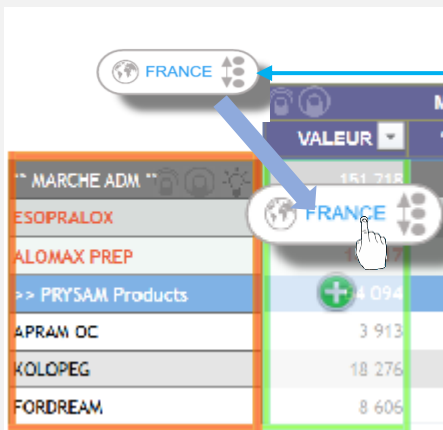 FRANCE
M
VALEUR
** MARCHE ADM ** 151 718
ESOPRALOX
FRANCE
ALOMAX PREP
>> PRYSAM Products 4 094
APRAM OC 3 913
KOLOPEG 18 276
FORDREAM 8 606